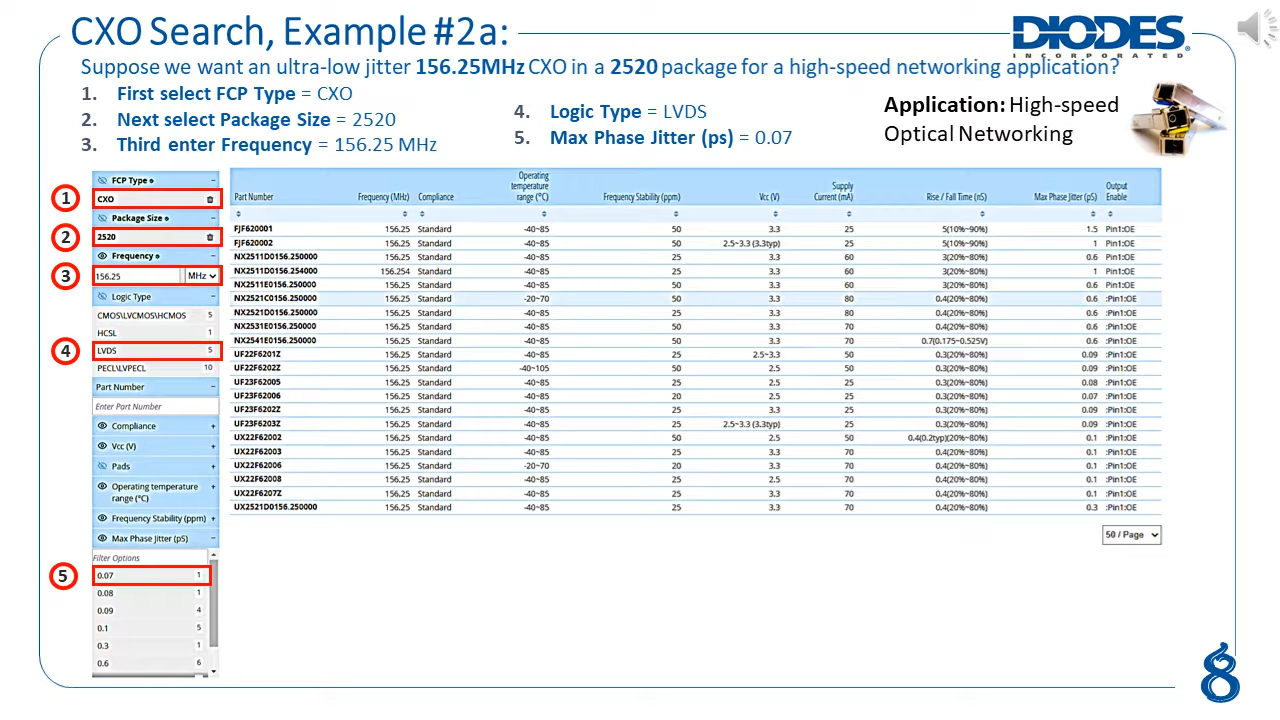 CXO Search, Example #2a:
DIODES
INCORPORATED
Suppose we want an ultra-low jitter 156.25MHz CXO in a 2520 package for a high-speed networking application?
1. First select FCP Type = CXO
2. Next select Package Size = 2520
3. Third enter Frequency = 156.25 MHz
4. Logic Type = LVDS
5. Max Phase Jitter (ps) = 0.07
Application: High-speed
Optical Networking
FCP Type
1 CXO
Package Size
2 2520
Frequency
3 156.25 MHz
Logic Type
CMOS\LVCMOS\HCMOS 5
HCSL 1
4 LVDS 5
PECL\LVPECL 10
Part Number
Enter Part Number
Compliance +
Vcc (V) +
Pads +
Operating temperature +
range (°C)
Frequency Stability (ppm) +
Max Phase Jitter (pS) −
Filter Options
5 0.07 1
0.08 1
0.09 4
0.1 5
0.3 1
0.6 6
Part Number Frequency (MHz) Compliance Operating temperature range (°C) Frequency Stability (ppm) Vcc (V) Supply Current (mA) Rise / Fall Time (nS) Max Phase Jitter (pS) Output Enable
FJF620001 156.25 Standard -40~85 50 3.3 25 5(10%~90%) 1.5 Pin1:OE
FJF620002 156.25 Standard -40~85 50 2.5~3.3 (3.3typ) 25 5(10%~90%) 1 Pin1:OE
NX2511D0156.250000 156.25 Standard -40~85 25 3.3 60 3(20%~80%) 0.6 Pin1:OE
NX2511D0156.254000 156.254 Standard -40~85 25 3.3 60 3(20%~80%) 1 Pin1:OE
NX2511E0156.250000 156.25 Standard -40~85 50 3.3 60 3(20%~80%) 0.6 Pin1:OE
NX2521C0156.250000 156.25 Standard -20~70 50 3.3 80 0.4(20%~80%) 0.6 :Pin1:OE
NX2521D0156.250000 156.25 Standard -40~85 25 3.3 80 0.4(20%~80%) 0.6 :Pin1:OE
NX2531E0156.250000 156.25 Standard -40~85 50 3.3 70 0.4(20%~80%) 0.6 :Pin1:OE
NX2541E0156.250000 156.25 Standard -40~85 50 3.3 70 0.7(0.175~0.525V) 0.6 :Pin1:OE
UF22F6201Z 156.25 Standard -40~85 25 2.5~3.3 50 0.3(20%~80%) 0.09 :Pin1:OE
UF22F6202Z 156.25 Standard -40~105 50 2.5 50 0.3(20%~80%) 0.09 :Pin1:OE
UF23F62005 156.25 Standard -40~85 25 2.5 25 0.3(20%~80%) 0.08 :Pin1:OE
UF23F62006 156.25 Standard -40~85 20 2.5 25 0.3(20%~80%) 0.07 :Pin1:OE
UF23F6202Z 156.25 Standard -40~85 25 3.3 25 0.3(20%~80%) 0.09 :Pin1:OE
UF23F6203Z 156.25 Standard -40~85 25 2.5~3.3 (3.3typ) 25 0.3(20%~80%) 0.09 :Pin1:OE
UX22F62002 156.25 Standard -40~85 50 2.5 50 0.4(0.2typ)(20%~80%) 0.1 :Pin1:OE
UX22F62003 156.25 Standard -40~85 25 3.3 70 0.4(20%~80%) 0.1 :Pin1:OE
UX22F62006 156.25 Standard -20~70 20 3.3 70 0.4(20%~80%) 0.1 :Pin1:OE
UX22F62008 156.25 Standard -40~85 25 2.5 70 0.4(20%~80%) 0.1 :Pin1:OE
UX22F6207Z 156.25 Standard -40~85 25 3.3 70 0.4(20%~80%) 0.1 :Pin1:OE
UX2521D0156.250000 156.25 Standard -40~85 25 3.3 70 0.4(20%~80%) 0.3 :Pin1:OE
50 / Page
8